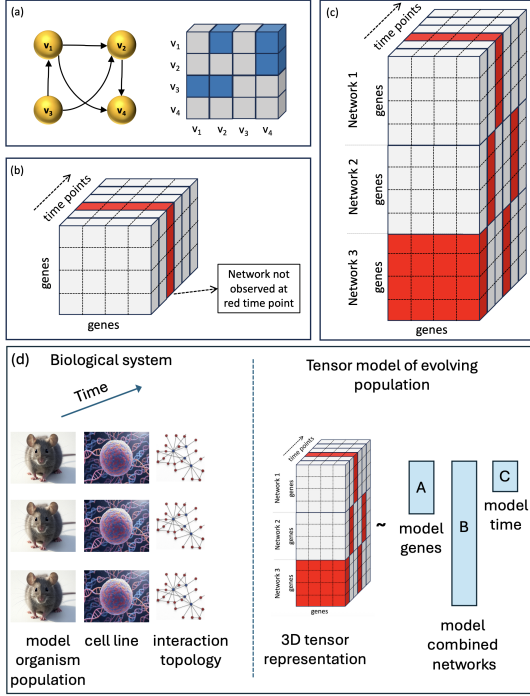 (a)
v1
v2
v3
v4
v1
v2
v3
v4
v1 v2 v3 v4
(b)
time points
genes
genes
Network not
observed at
red time point
(c)
time points
Network 1
genes
Network 2
genes
Network 3
genes
genes
(d)
Biological system
Time
model
organism
population
cell line
interaction
topology
Tensor model of evolving
population
time points
Network 1
genes
Network 2
genes
Network 3
genes
genes
3D tensor
representation
~
A
model
genes
B
model
combined
networks
C
model
time